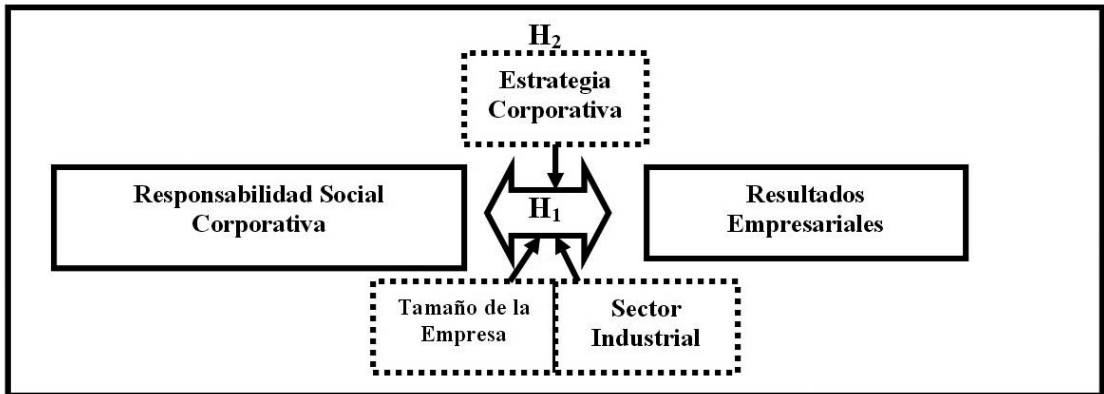 H₂
Estrategia
Corporativa
Responsabilidad Social
Corporativa
H₁
Resultados
Empresariales
Tamaño de la
Empresa
Sector
Industrial